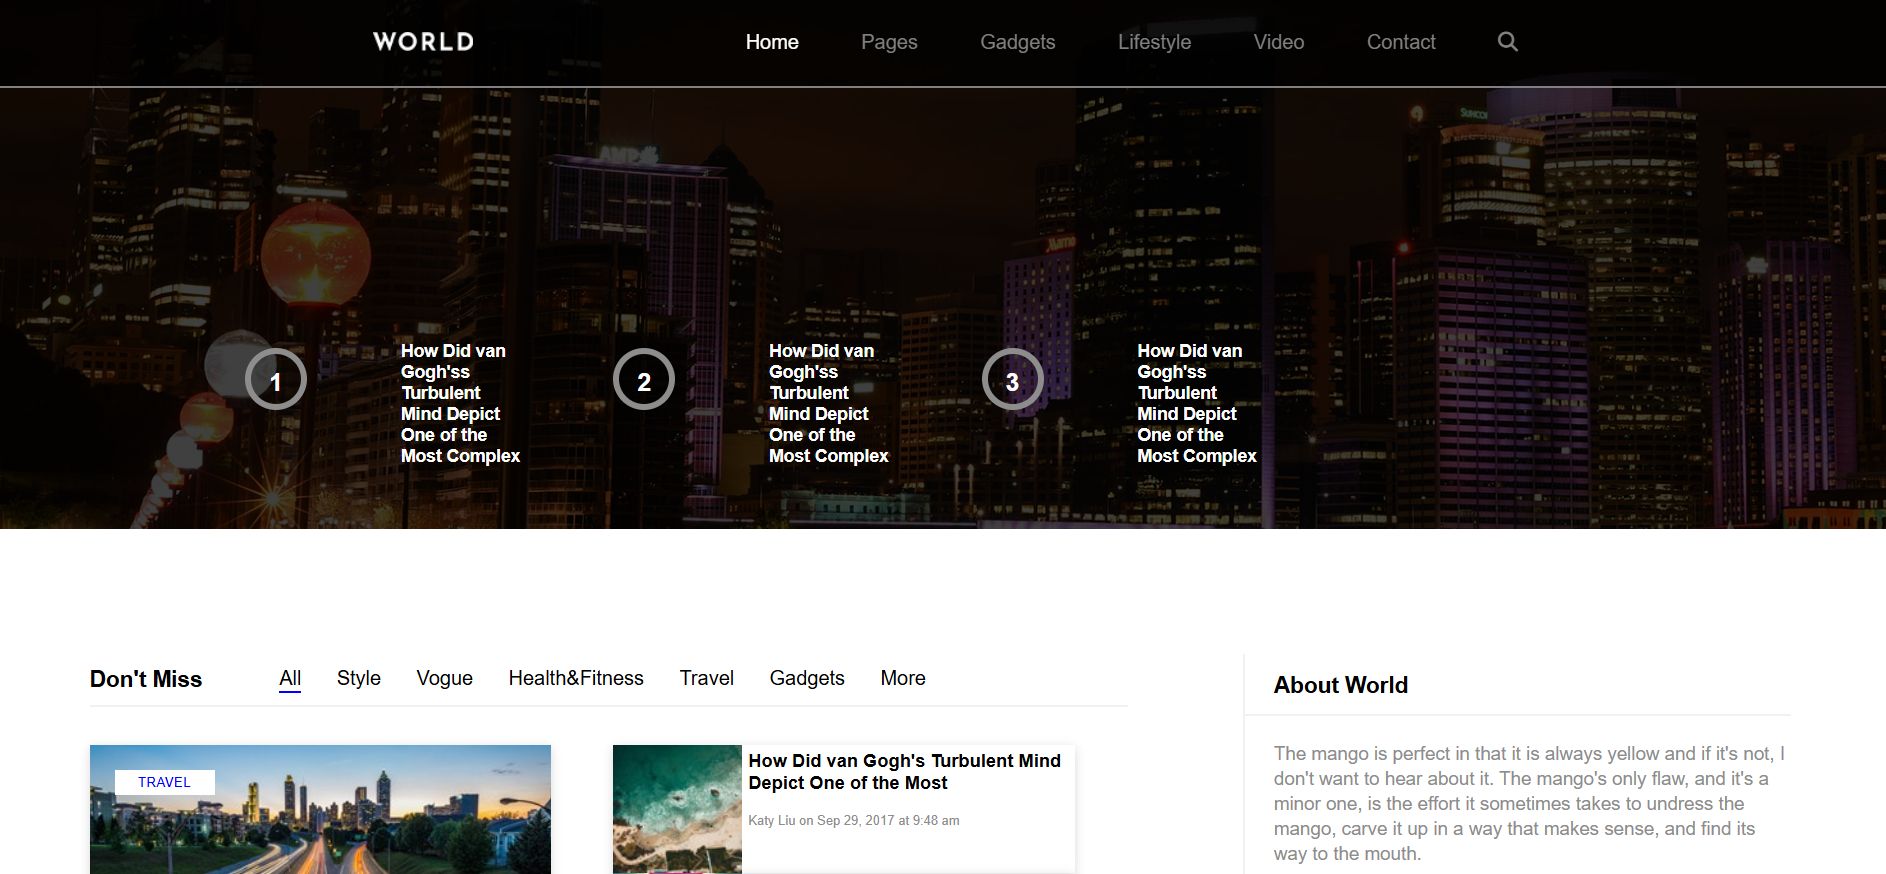 WORLD
Home
Pages
Gadgets
Lifestyle
Video
Contact
SUNCOR
1
How Did van
Gogh'ss
Turbulent
Mind Depict
One of the
Most Complex
2
How Did van
Gogh'ss
Turbulent
Mind Depict
One of the
Most Complex
3
How Did van
Gogh'ss
Turbulent
Mind Depict
One of the
Most Complex
Don't Miss
All
Style
Vogue
Health&Fitness
Travel
Gadgets
More
TRAVEL
How Did van Gogh's Turbulent Mind
Depict One of the Most
Katy Liu on Sep 29, 2017 at 9:48 am
About World
The mango is perfect in that it is always yellow and if it's not, I
don't want to hear about it. The mango's only flaw, and it's a
minor one, is the effort it sometimes takes to undress the
mango, carve it up in a way that makes sense, and find its
way to the mouth.